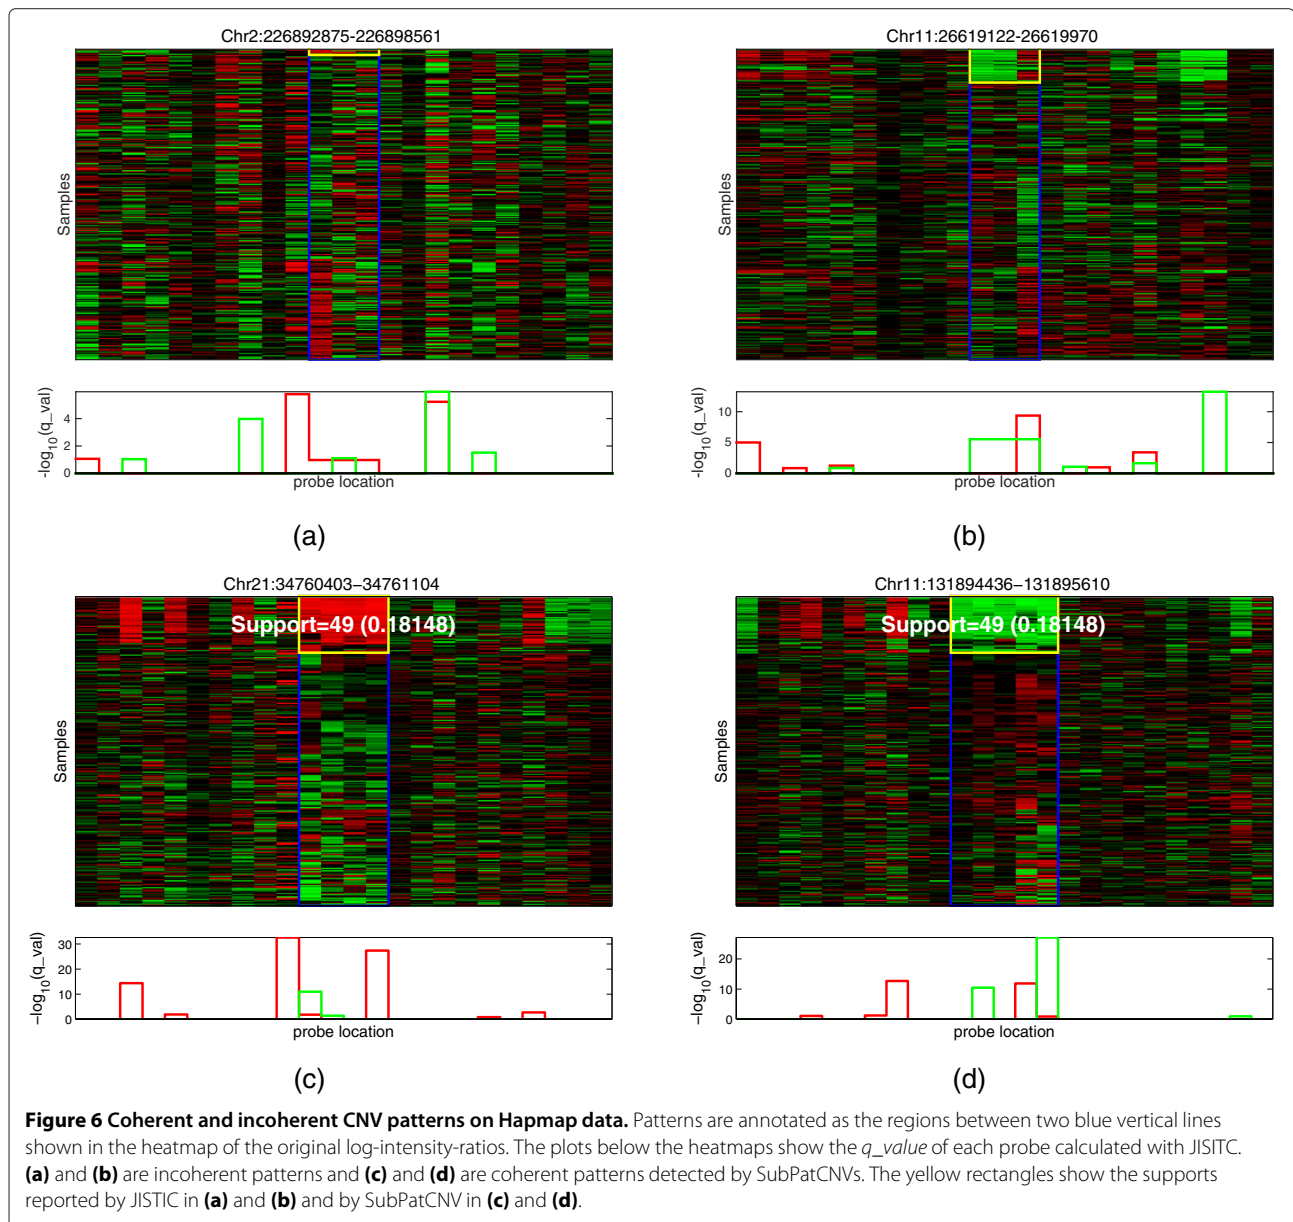 Chr2:226892875-226898561
Samples
4
2
0
-log10(q_val)
probe location
(a)
Chr11:26619122-26619970
Samples
10
5
0
-log10(q_val)
probe location
(b)
Chr21:34760403−34761104
Support=49 (0.18148)
Samples
30
20
10
0
−log10(q_val)
probe location
(c)
Chr11:131894436−131895610
Support=49 (0.18148)
Samples
20
10
0
−log10(q_val)
probe location
(d)
Figure 6 Coherent and incoherent CNV patterns on Hapmap data. Patterns are annotated as the regions between two blue vertical lines
shown in the heatmap of the original log-intensity-ratios. The plots below the heatmaps show the q_value of each probe calculated with JISITC.
(a) and (b) are incoherent patterns and (c) and (d) are coherent patterns detected by SubPatCNVs. The yellow rectangles show the supports
reported by JISTIC in (a) and (b) and by SubPatCNV in (c) and (d).